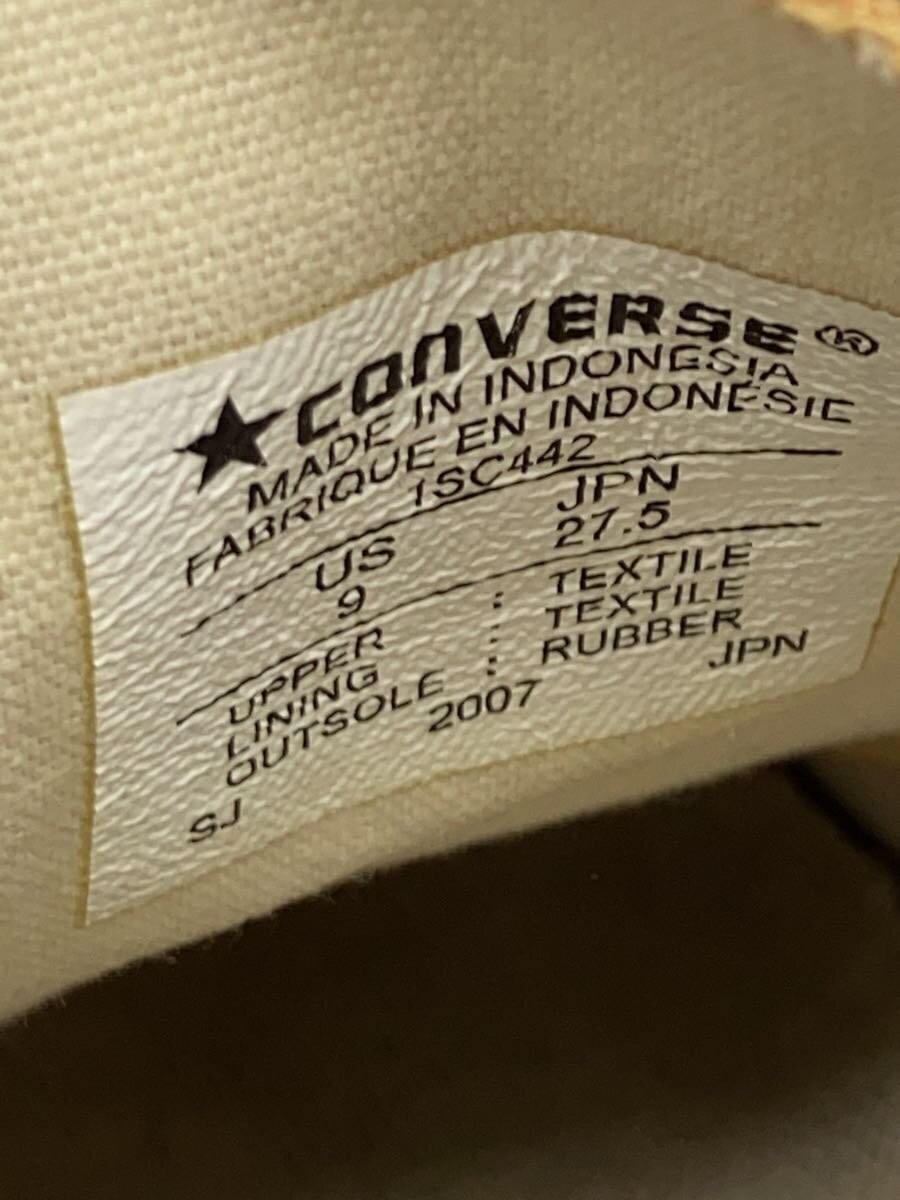 ★CONVERSE®
MADE IN INDONESIA
FABRIQUE EN INDONÉSIE
1SC442
US JPN
9 27.5
UPPER : TEXTILE
LINING : TEXTILE
OUTSOLE : RUBBER
2007 JPN
SJ